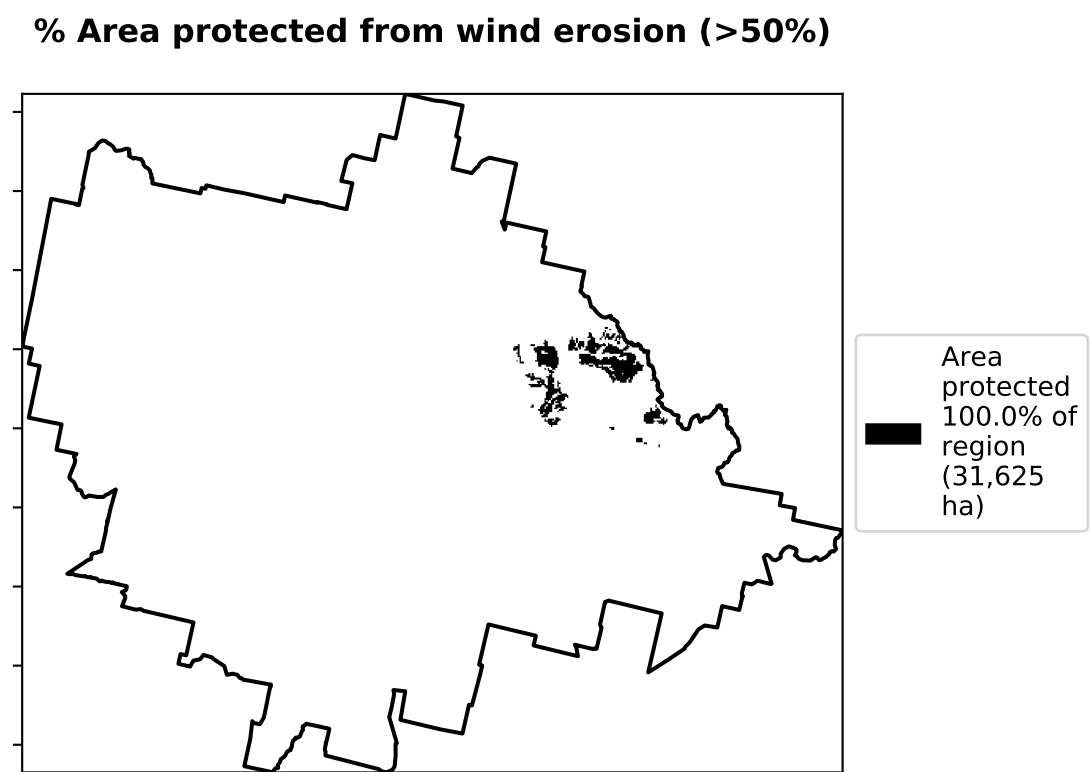 % Area protected from wind erosion (>50%)
Area
protected
100.0% of
region
(31,625
ha)